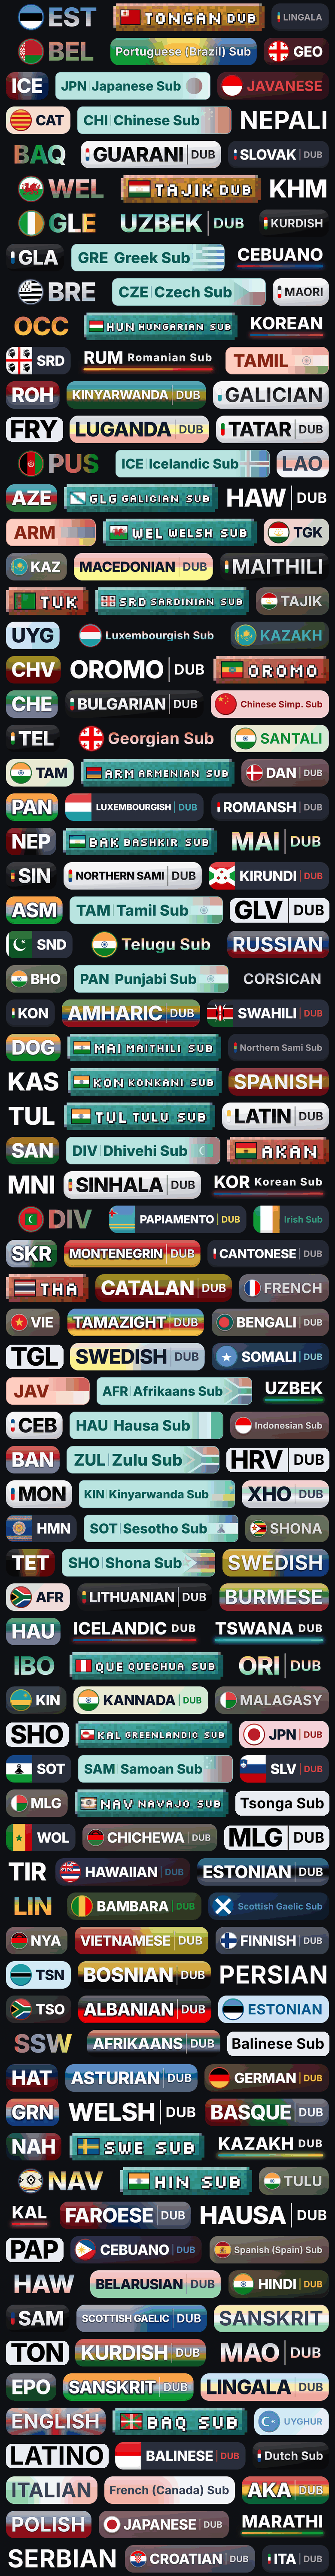 EST TONGAN DUB LINGALA
BEL Portuguese (Brazil) Sub GEO
ICE JPN Japanese Sub JAVANESE
CAT CHI Chinese Sub NEPALI
BAQ GUARANI DUB SLOVAK DUB
WEL TAJIK DUB KHM
GLE UZBEK DUB KURDISH
GLA GRE Greek Sub CEBUANO
BRE CZE Czech Sub MAORI
OCC HUN HUNGARIAN SUB KOREAN
SRD RUM Romanian Sub TAMIL
ROH KINYARWANDA DUB GALICIAN
FRY LUGANDA DUB TATAR DUB
PUS ICE Icelandic Sub LAO
AZE GLG GALICIAN SUB HAW DUB
ARM WEL WELSH SUB TGK
KAZ MACEDONIAN DUB MAITHILI
TUK SRD SARDINIAN SUB TAJIK
UYG Luxembourgish Sub KAZAKH
CHV OROMO DUB OROMO
CHE BULGARIAN DUB Chinese Simp. Sub
TEL Georgian Sub SANTALI
TAM ARM ARMENIAN SUB DAN DUB
PAN LUXEMBOURGISH DUB ROMANSH DUB
NEP BAK BASHKIR SUB MAI DUB
SIN NORTHERN SAMI DUB KIRUNDI DUB
ASM TAM Tamil Sub GLV DUB
SND Telugu Sub RUSSIAN
BHO PAN Punjabi Sub CORSICAN
KON AMHARIC DUB SWAHILI DUB
DOG MAI MAITHILI SUB Northern Sami Sub
KAS KON KONKANI SUB SPANISH
TUL TUL TULU SUB LATIN DUB
SAN DIV Dhivehi Sub AKAN
MNI SINHALA DUB KOR Korean Sub
DIV PAPIAMENTO DUB Irish Sub
SKR MONTENEGRIN DUB CANTONESE DUB
THA CATALAN DUB FRENCH
VIE TAMAZIGHT DUB BENGALI DUB
TGL SWEDISH DUB SOMALI DUB
JAV AFR Afrikaans Sub UZBEK
CEB HAU Hausa Sub Indonesian Sub
BAN ZUL Zulu Sub HRV DUB
MON KIN Kinyarwanda Sub XHO DUB
HMN SOT Sesotho Sub SHONA
TET SHO Shona Sub SWEDISH
AFR LITHUANIAN DUB BURMESE
HAU ICELANDIC DUB TSWANA DUB
IBO QUE QUECHUA SUB ORI DUB
KIN KANNADA DUB MALAGASY
SHO KAL GREENLANDIC SUB JPN DUB
SOT SAM Samoan Sub SLV DUB
MLG NAV NAVAJO SUB Tsonga Sub
WOL CHICHEWA DUB MLG DUB
TIR HAWAIIAN DUB ESTONIAN DUB
LIN BAMBARA DUB Scottish Gaelic Sub
NYA VIETNAMESE DUB FINNISH DUB
TSN BOSNIAN DUB PERSIAN
TSO ALBANIAN DUB ESTONIAN
SSW AFRIKAANS DUB Balinese Sub
HAT ASTURIAN DUB GERMAN DUB
GRN WELSH DUB BASQUE DUB
NAH SWE SUB KAZAKH DUB
NAV HIN SUB TULU
KAL FAROESE DUB HAUSA DUB
PAP CEBUANO DUB Spanish (Spain) Sub
HAW BELARUSIAN DUB HINDI DUB
SAM SCOTTISH GAELIC DUB SANSKRIT
TON KURDISH DUB MAO DUB
EPO SANSKRIT DUB LINGALA DUB
ENGLISH BAQ SUB UYGHUR
LATINO BALINESE DUB Dutch Sub
ITALIAN French (Canada) Sub AKA DUB
POLISH JAPANESE DUB MARATHI
SERBIAN CROATIAN DUB ITA DUB